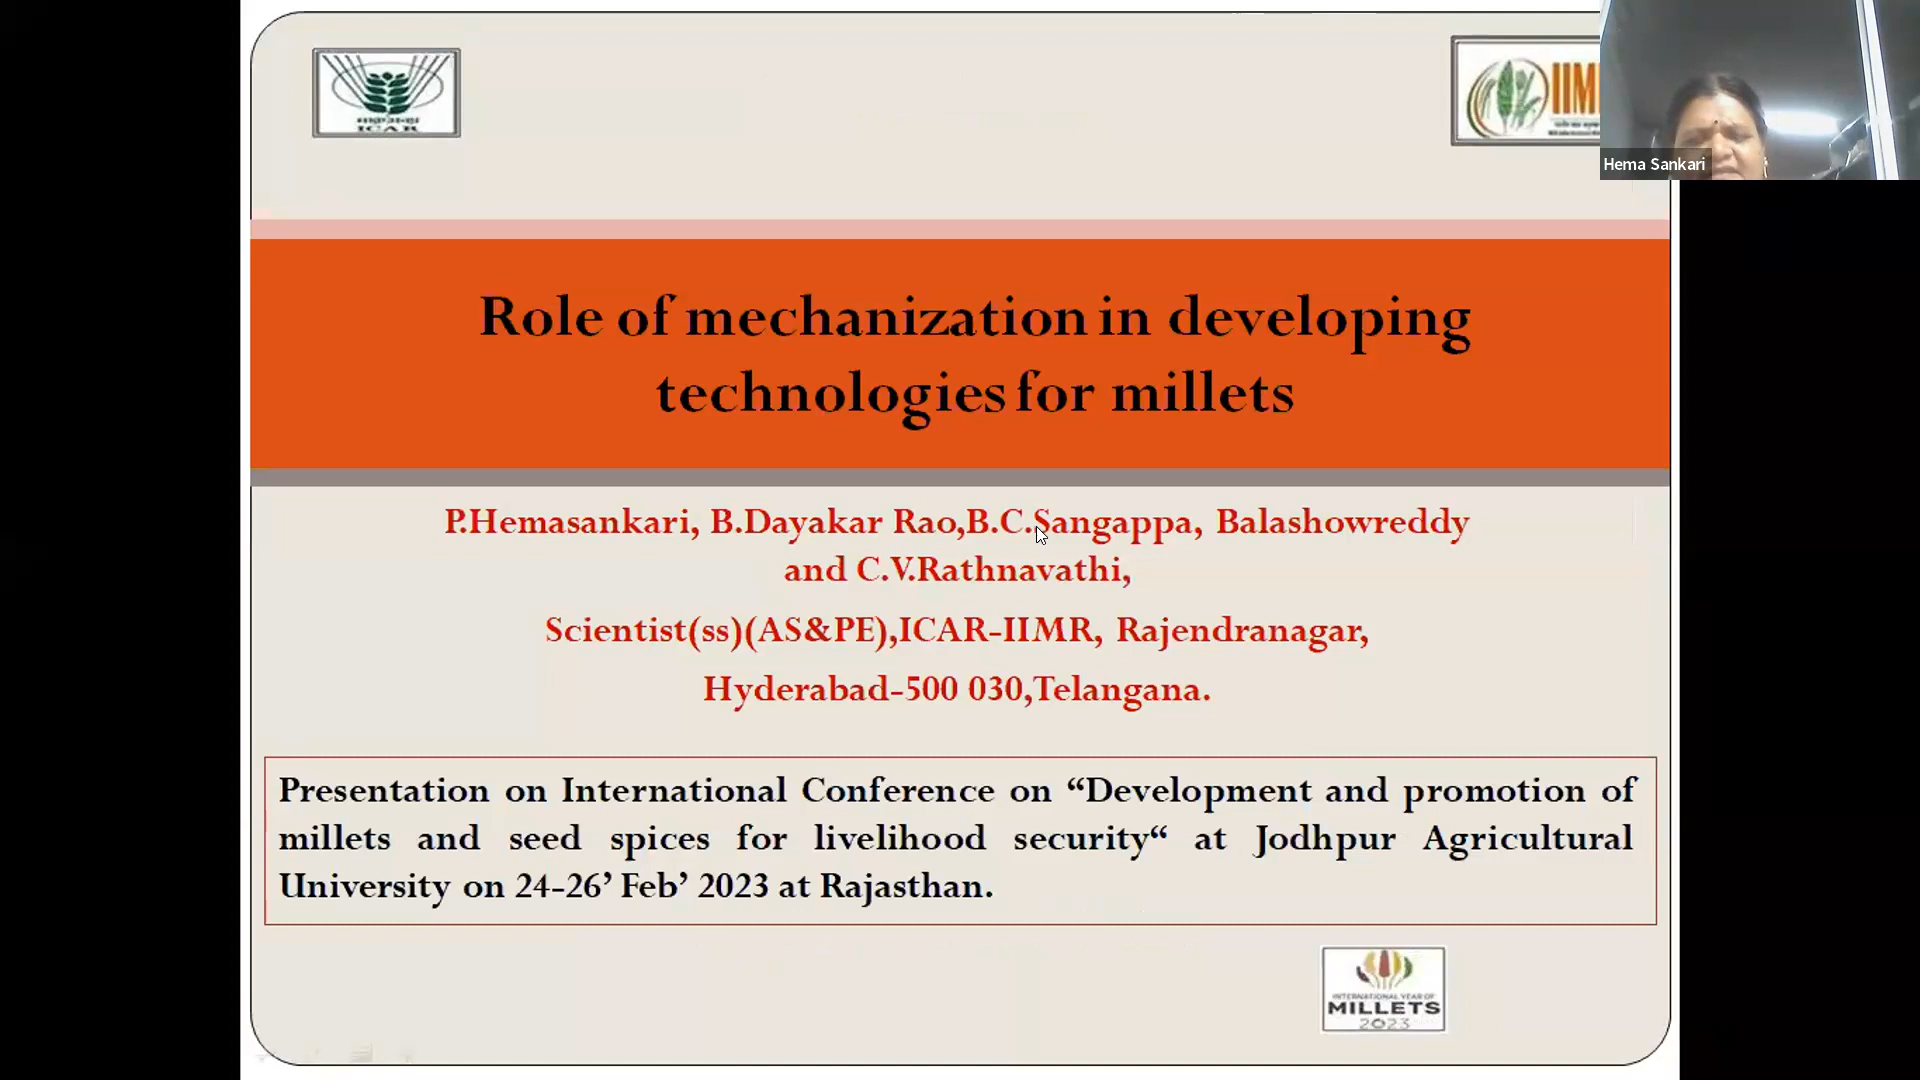 ICAR
IIM
Hema Sankari
Role of mechanization in developing
technologies for millets
P.Hemasankari, B.Dayakar Rao,B.C.Sangappa, Balashowreddy
and C.V.Rathnavathi,
Scientist(ss)(AS&PE),ICAR-IIMR, Rajendranagar,
Hyderabad-500 030,Telangana.
Presentation on International Conference on “Development and promotion of
millets and seed spices for livelihood security“ at Jodhpur Agricultural
University on 24-26’ Feb’ 2023 at Rajasthan.
INTERNATIONAL YEAR OF
MILLETS
2023